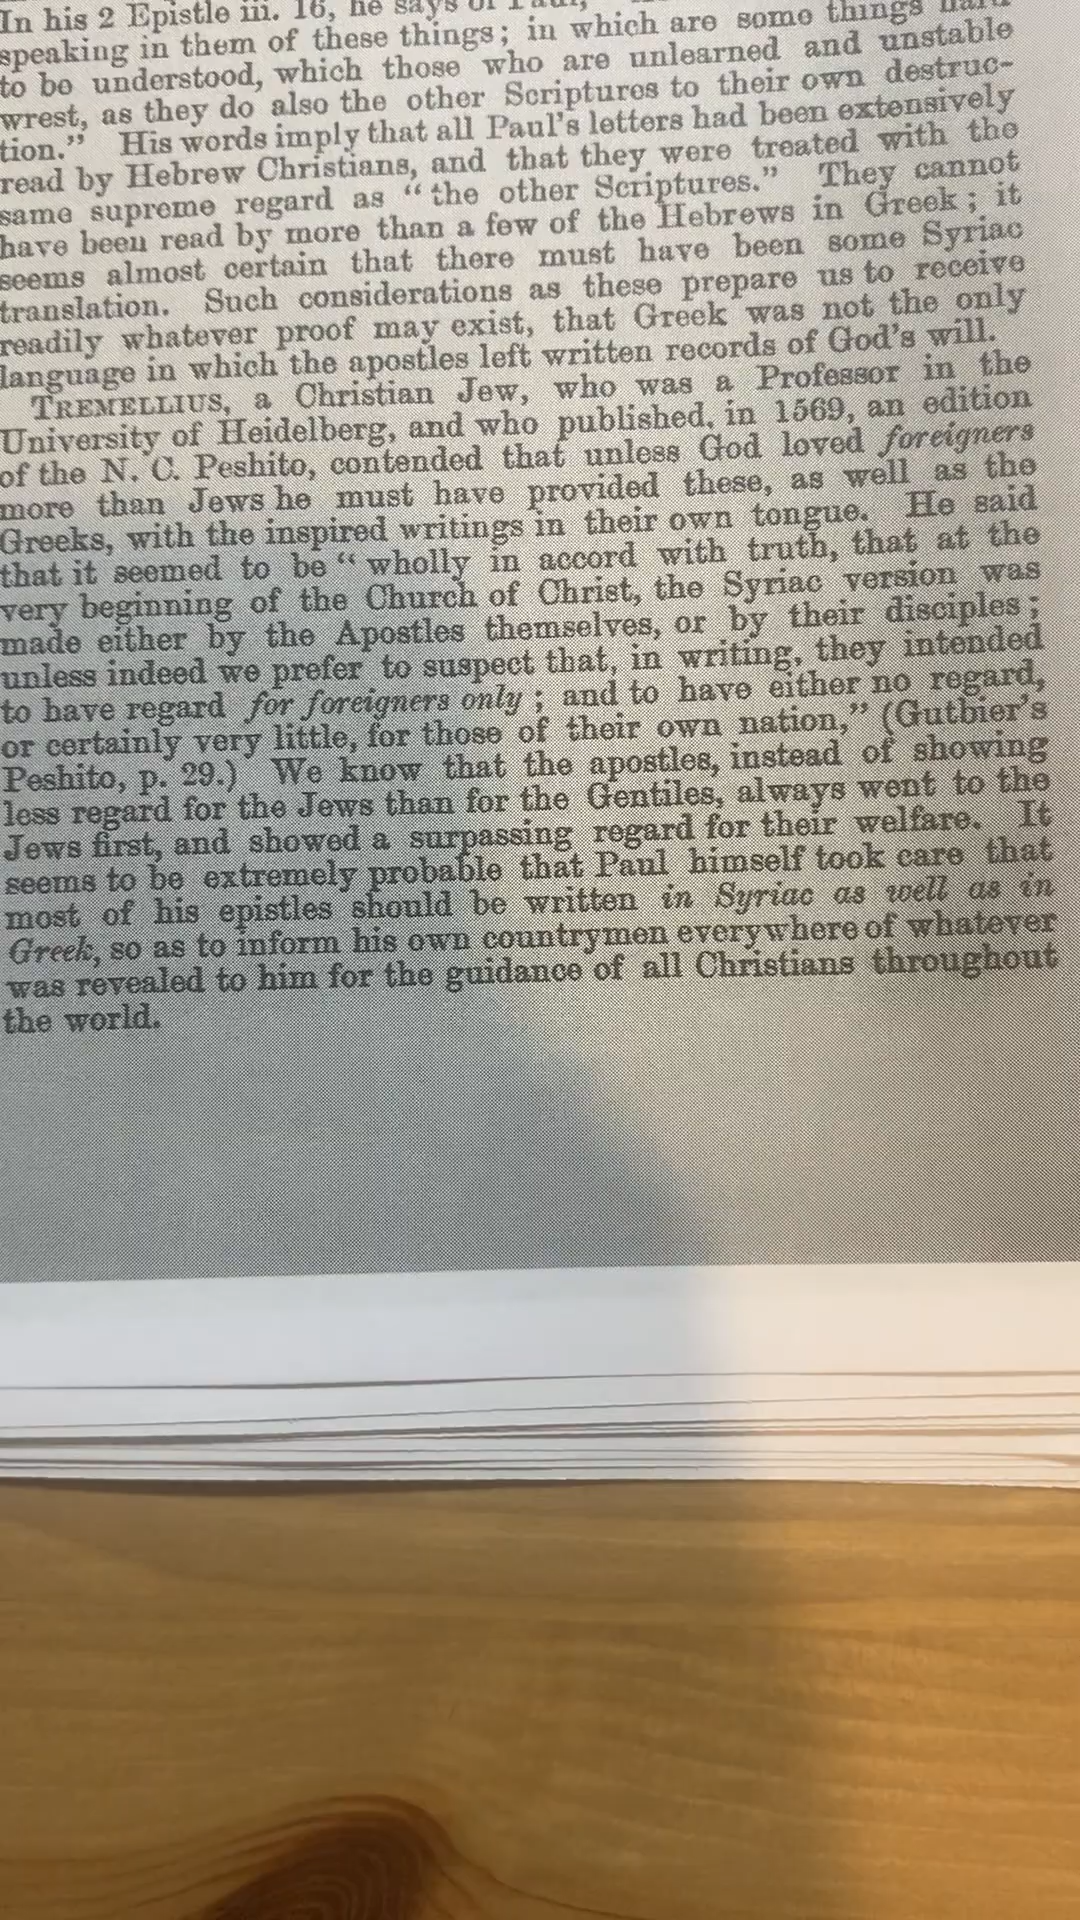 In his 2 Epistle iii. 16, he says of Paul,
speaking in them of these things; in which are some things hard
to be understood, which those who are unlearned and unstable
wrest, as they do also the other Scriptures to their own destruc-
tion.” His words imply that all Paul's letters had been extensively
read by Hebrew Christians, and that they were treated with the
same supreme regard as “the other Scriptures.” They cannot
have been read by more than a few of the Hebrews in Greek; it
seems almost certain that there must have been some Syriac
translation. Such considerations as these prepare us to receive
readily whatever proof may exist, that Greek was not the only
language in which the apostles left written records of God's will.
TREMELLIUS, a Christian Jew, who was a Professor in the
University of Heidelberg, and who published, in 1569, an edition
of the N. C. Peshito, contended that unless God loved foreigners
more than Jews he must have provided these, as well as the
Greeks, with the inspired writings in their own tongue. He said
that it seemed to be “wholly in accord with truth, that at the
very beginning of the Church of Christ, the Syriac version was
made either by the Apostles themselves, or by their disciples;
unless indeed we prefer to suspect that, in writing, they intended
to have regard for foreigners only; and to have either no regard,
or certainly very little, for those of their own nation,” (Gutbier's
Peshito, p. 29.) We know that the apostles, instead of showing
less regard for the Jews than for the Gentiles, always went to the
Jews first, and showed a surpassing regard for their welfare. It
seems to be extremely probable that Paul himself took care that
most of his epistles should be written in Syriac as well as in
Greek, so as to inform his own countrymen everywhere of whatever
was revealed to him for the guidance of all Christians throughout
the world.